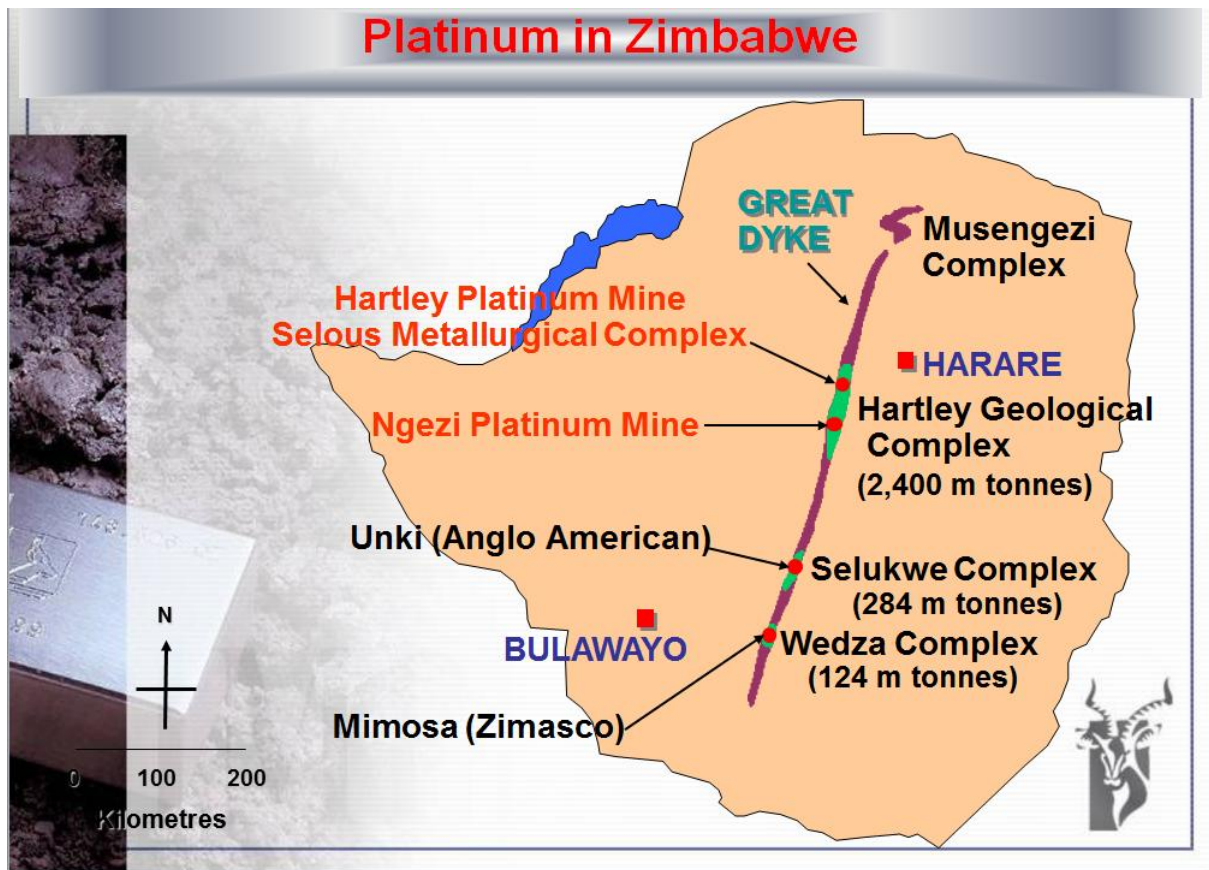 Platinum in Zimbabwe
GREAT
DYKE
Musengezi
Complex
Hartley Platinum Mine
Selous Metallurgical Complex
HARARE
Ngezi Platinum Mine
Hartley Geological
Complex
(2,400 m tonnes)
Unki (Anglo American)
Selukwe Complex
(284 m tonnes)
BULAWAYO
Wedza Complex
(124 m tonnes)
Mimosa (Zimasco)
N
0 100 200
Kilometres